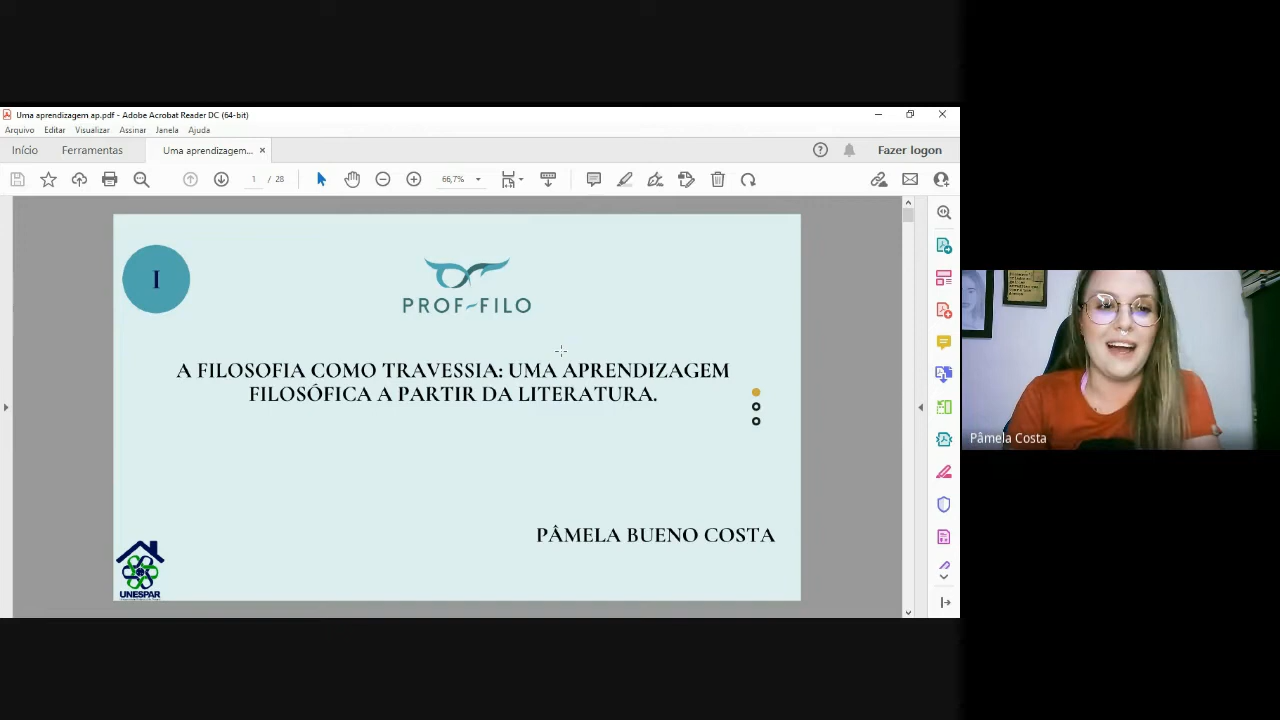 Uma aprendizagem ap.pdf - Adobe Acrobat Reader DC (64-bit)
Arquivo Editar Visualizar Assinar Janela Ajuda
Início Ferramentas Uma aprendizagem... × Fazer logon
1 / 28 66,7%
I
PROF-FILO
A FILOSOFIA COMO TRAVESSIA: UMA APRENDIZAGEM
FILOSÓFICA A PARTIR DA LITERATURA.
PÂMELA BUENO COSTA
UNESPAR
Pâmela Costa